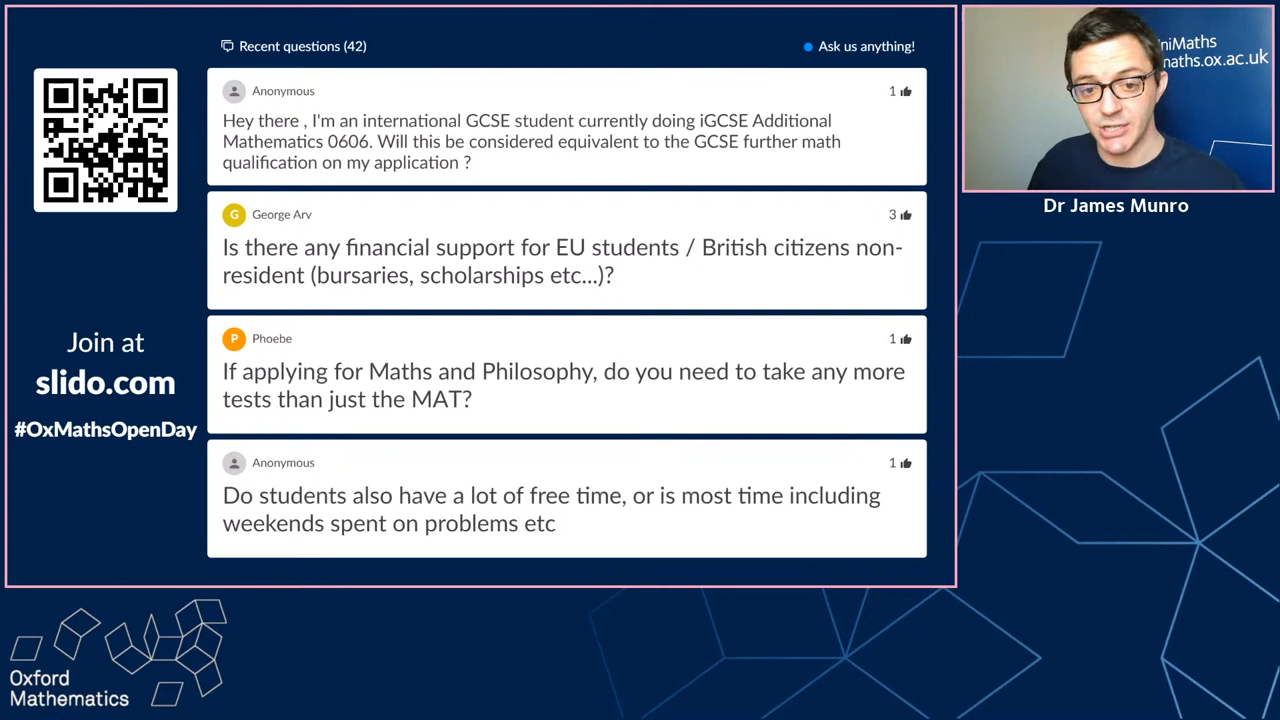 Recent questions (42)
Ask us anything!
Anonymous
1
Hey there , I'm an international GCSE student currently doing iGCSE Additional
Mathematics 0606. Will this be considered equivalent to the GCSE further math
qualification on my application ?
G
George Arv
3
Is there any financial support for EU students / British citizens non-
resident (bursaries, scholarships etc...)?
P
Phoebe
1
If applying for Maths and Philosophy, do you need to take any more
tests than just the MAT?
Anonymous
1
Do students also have a lot of free time, or is most time including
weekends spent on problems etc
Join at
slido.com
#OxMathsOpenDay
niMaths
maths.ox.ac.uk
Dr James Munro
Oxford
Mathematics